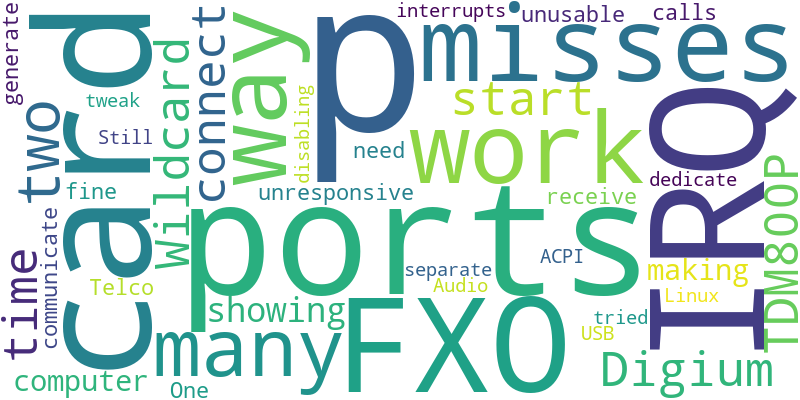 generate
card
tweak
Still
two
fine
communicate
time
Telco
computer
One
Wildcard
connect
way
disabling
p
interrupts
unusable
calls
misses
start
work
need
unresponsive
receive
dedicate
IRQ
TDM800P
ports
separate
ACPI
Audio
making
Linux
showing
many
FXO
tried
USB
Digium